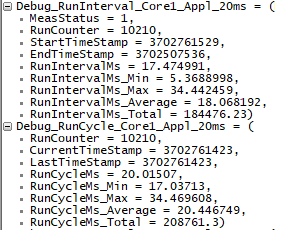 Debug_RunInterval_Core1_Appl_20ms = (
MeasStatus = 1,
RunCounter = 10210,
StartTimeStamp = 3702761529,
EndTimeStamp = 3702507536,
RunIntervalMs = 17.474991,
RunIntervalMs_Min = 5.3688998,
RunIntervalMs_Max = 34.442459,
RunIntervalMs_Average = 18.068192,
RunIntervalMs_Total = 184476.23)
Debug_RunCycle_Core1_Appl_20ms = (
RunCounter = 10210,
CurrentTimeStamp = 3702761423,
LastTimeStamp = 3702761423,
RunCycleMs = 20.01507,
RunCycleMs_Min = 17.03713,
RunCycleMs_Max = 34.469608,
RunCycleMs_Average = 20.446749,
RunCycleMs_Total = 208761.3)